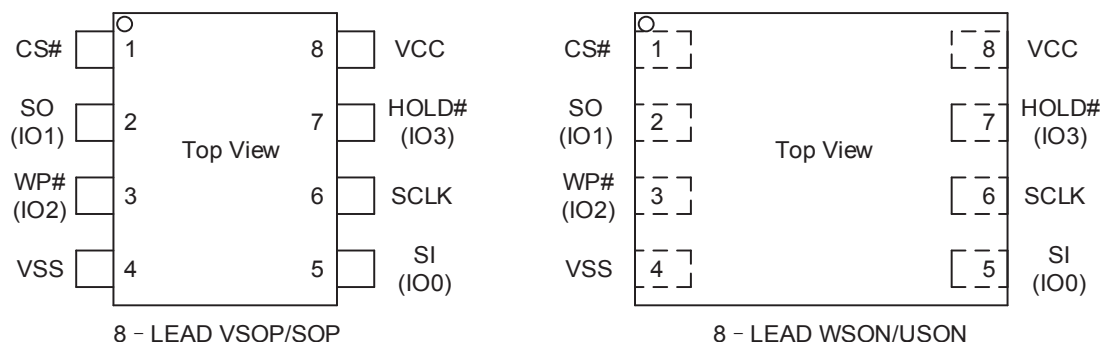 CS# 1 8 VCC
SO
(IO1) 2 7 HOLD#
(IO3)
Top View
WP#
(IO2) 3 6 SCLK
VSS 4 5 SI
(IO0)
8 – LEAD VSOP/SOP
CS# 1 8 VCC
SO
(IO1) 2 7 HOLD#
(IO3)
Top View
WP#
(IO2) 3 6 SCLK
VSS 4 5 SI
(IO0)
8 – LEAD WSON/USON